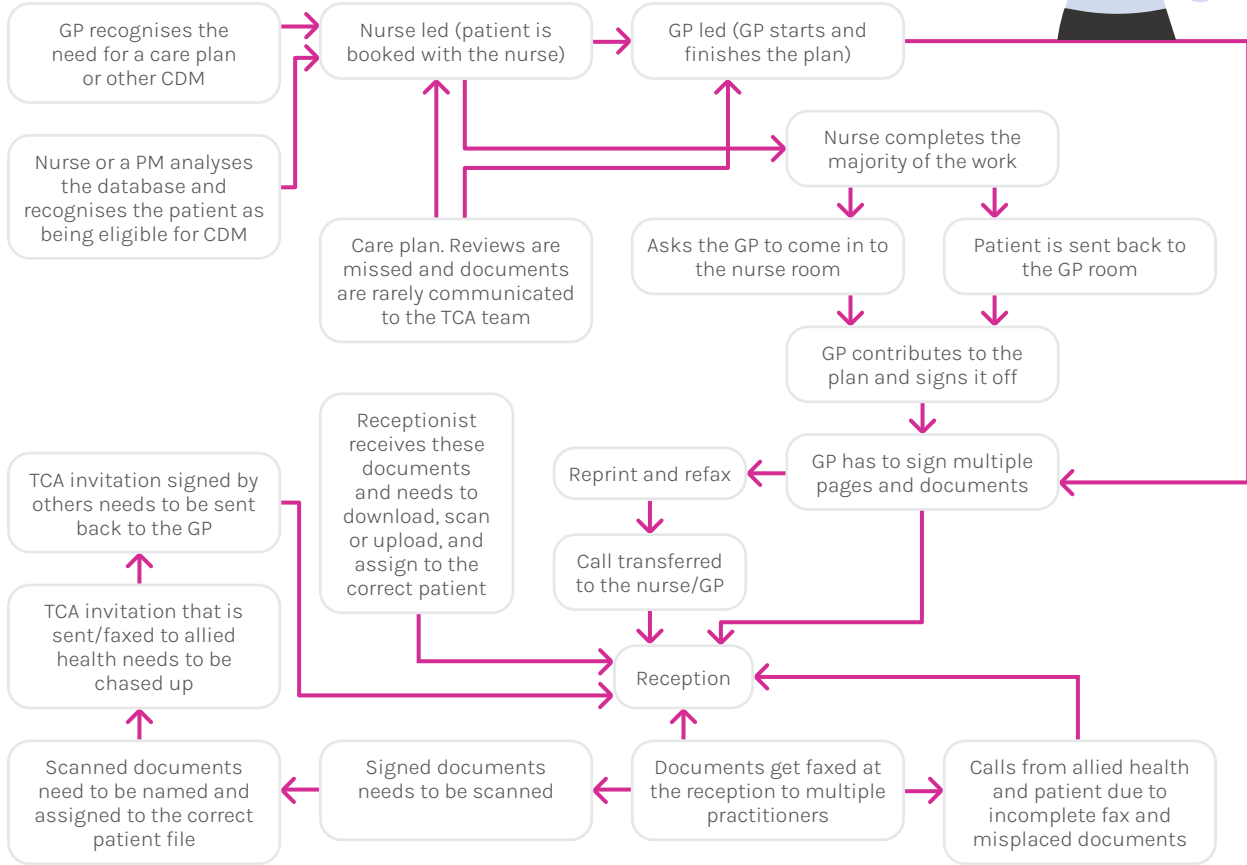 GP recognises the
need for a care plan
or other CDM
Nurse led (patient is
booked with the nurse)
GP led (GP starts and
finishes the plan)
Nurse or a PM analyses
the database and
recognises the patient as
being eligible for CDM
Nurse completes the
majority of the work
Care plan. Reviews are
missed and documents
are rarely communicated
to the TCA team
Asks the GP to come in to
the nurse room
Patient is sent back to
the GP room
GP contributes to the
plan and signs it off
Receptionist
receives these
documents
and needs to
download, scan
or upload, and
assign to the
correct patient
Reprint and refax
GP has to sign multiple
pages and documents
TCA invitation signed by
others needs to be sent
back to the GP
Call transferred
to the nurse/GP
TCA invitation that is
sent/faxed to allied
health needs to be
chased up
Reception
Scanned documents
need to be named and
assigned to the correct
patient file
Signed documents
needs to be scanned
Documents get faxed at
the reception to multiple
practitioners
Calls from allied health
and patient due to
incomplete fax and
misplaced documents